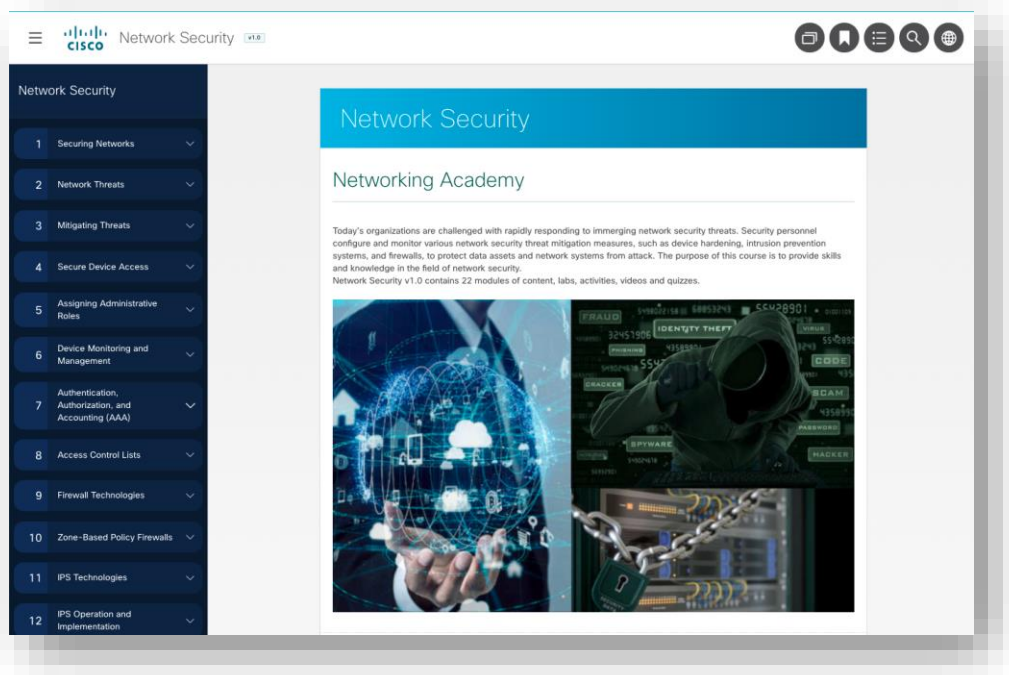 CISCO
Network Security v1.0
Network Security
1 Securing Networks
2 Network Threats
3 Mitigating Threats
4 Secure Device Access
5 Assigning Administrative
Roles
6 Device Monitoring and
Management
7 Authentication,
Authorization, and
Accounting (AAA)
8 Access Control Lists
9 Firewall Technologies
10 Zone-Based Policy Firewalls
11 IPS Technologies
12 IPS Operation and
Implementation
Network Security
Networking Academy
Today's organizations are challenged with rapidly responding to immerging network security threats. Security personnel
configure and monitor various network security threat mitigation measures, such as device hardening, intrusion prevention
systems, and firewalls, to protect data assets and network systems from attack. The purpose of this course is to provide skills
and knowledge in the field of network security.
Network Security v1.0 contains 22 modules of content, labs, activities, videos and quizzes.
FRAUD
IDENTITY THEFT
VIRUS
32457906
PHISHING
CODE
CRACKER
SCAM
PASSWORD
SPYWARE
HACKER